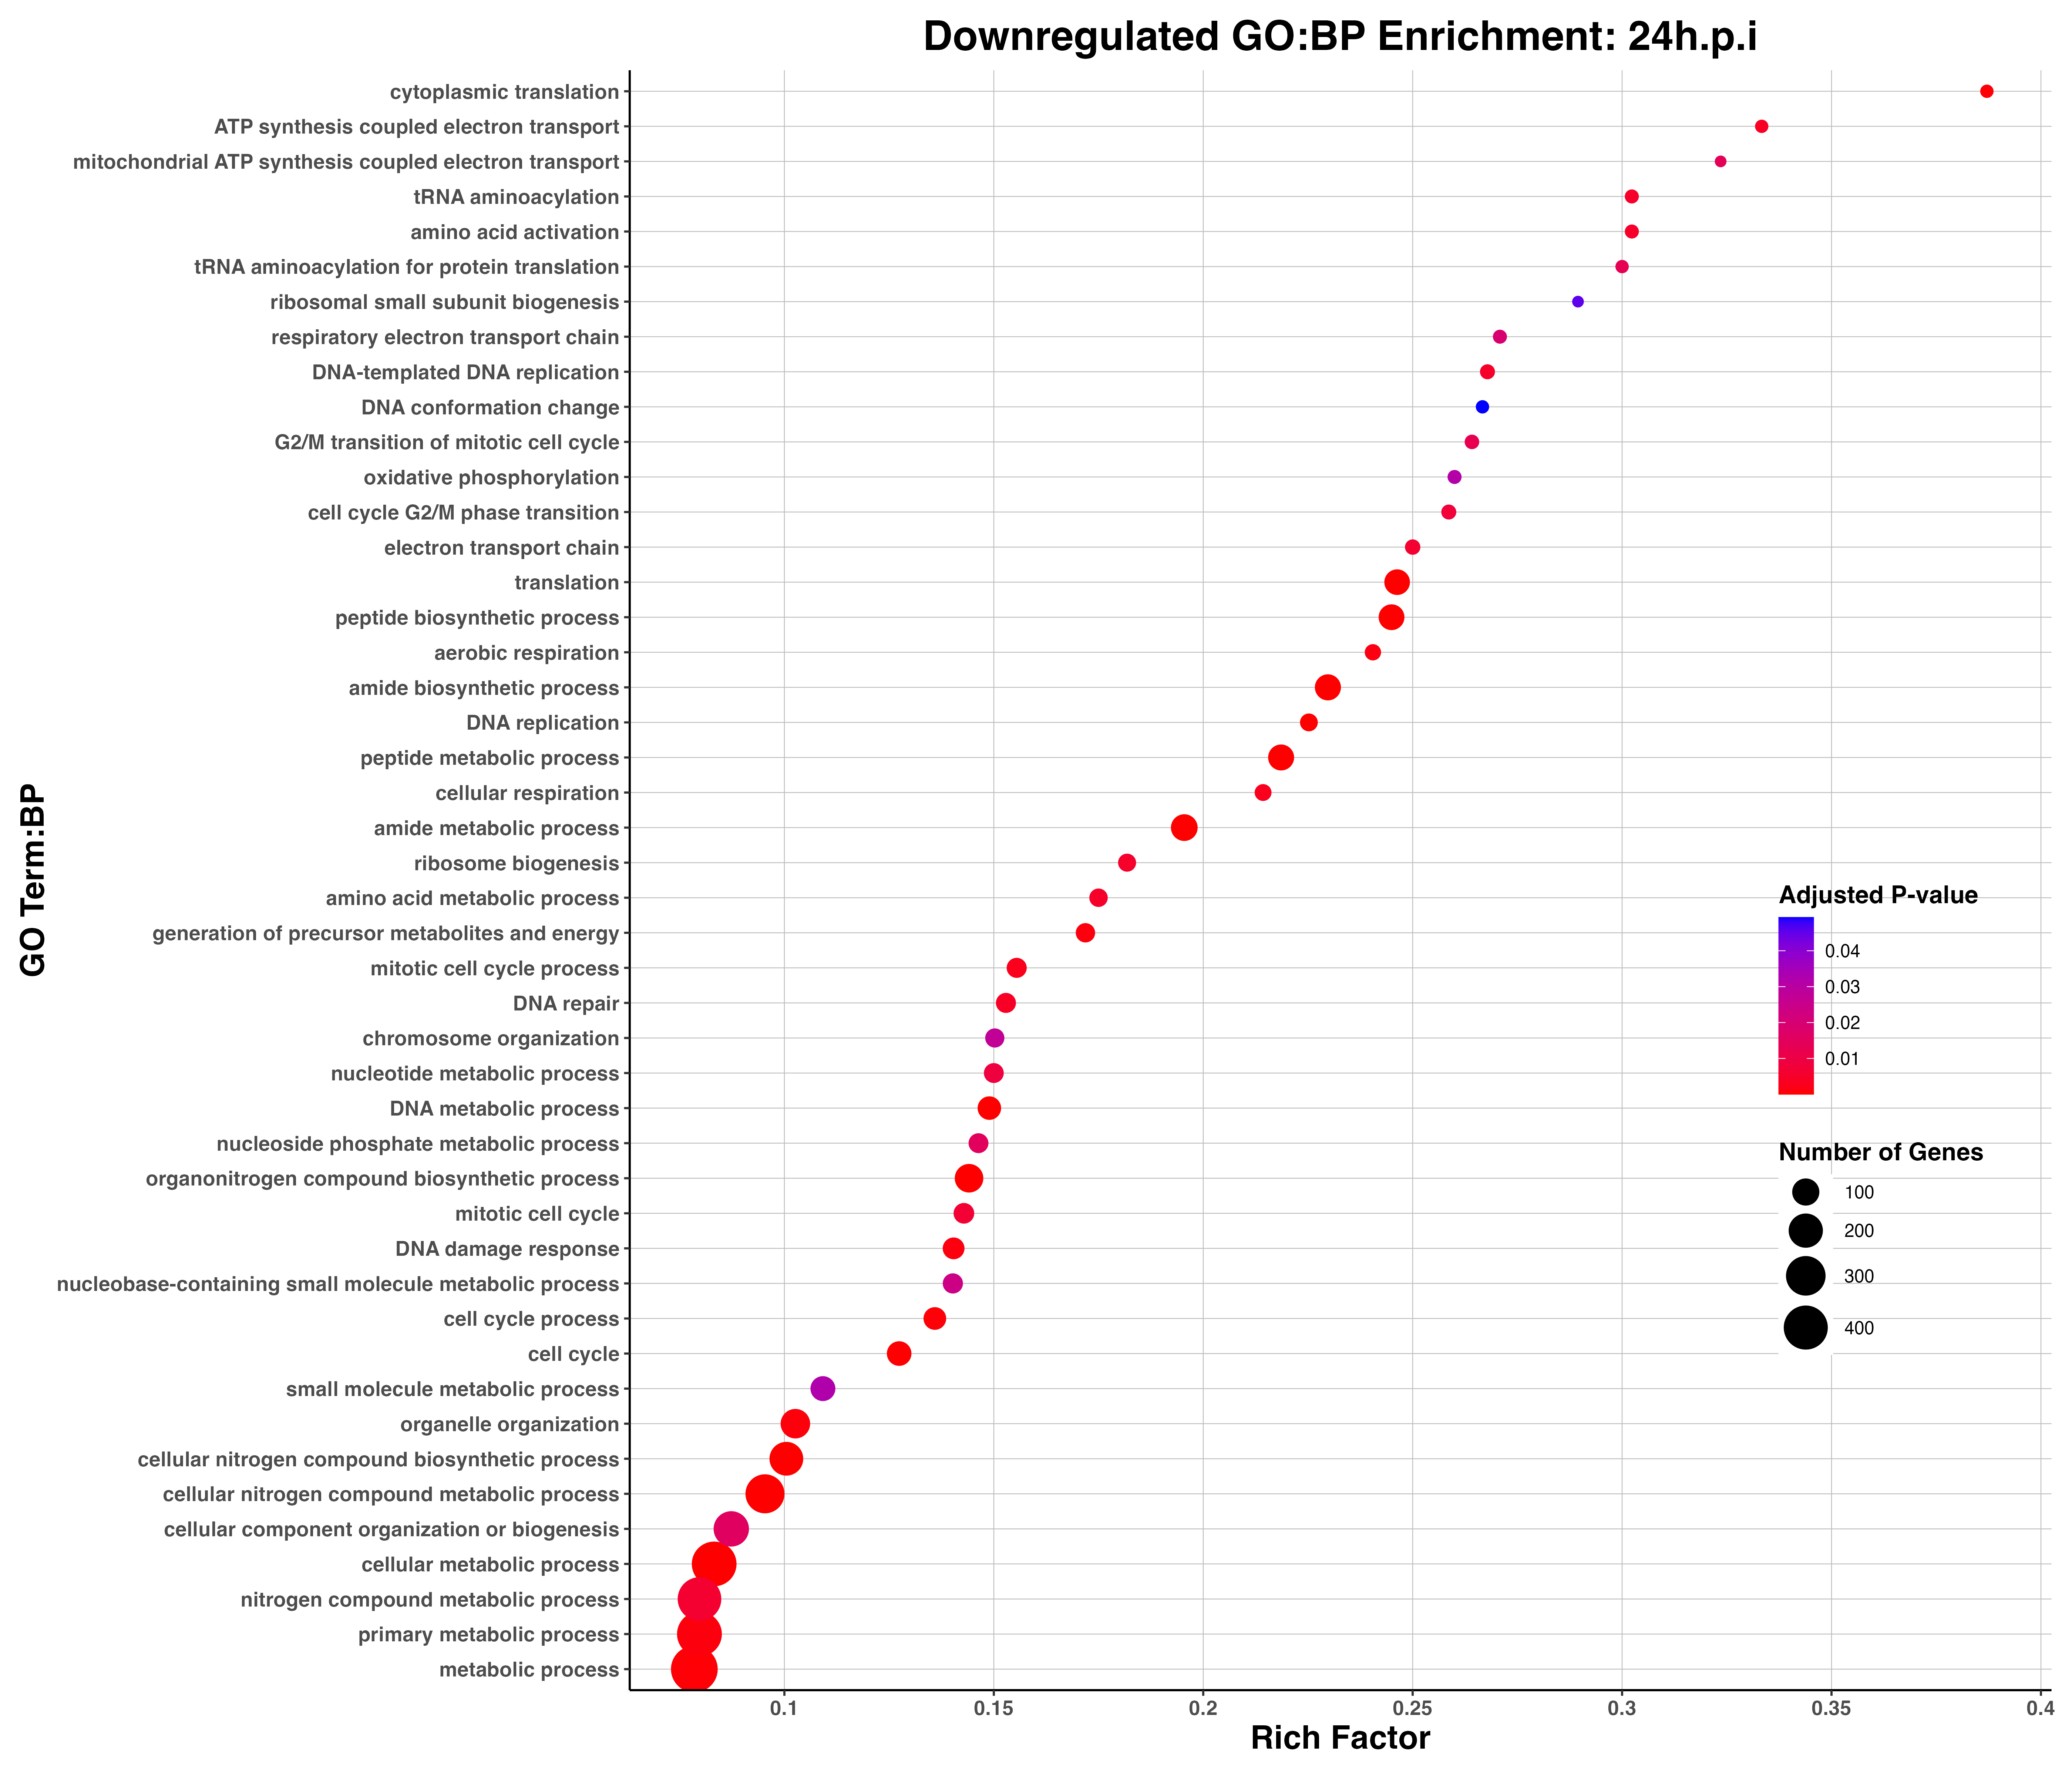 Downregulated GO:BP Enrichment: 24h.p.i
GO Term:BP
cytoplasmic translation
ATP synthesis coupled electron transport
mitochondrial ATP synthesis coupled electron transport
tRNA aminoacylation
amino acid activation
tRNA aminoacylation for protein translation
ribosomal small subunit biogenesis
respiratory electron transport chain
DNA-templated DNA replication
DNA conformation change
G2/M transition of mitotic cell cycle
oxidative phosphorylation
cell cycle G2/M phase transition
electron transport chain
translation
peptide biosynthetic process
aerobic respiration
amide biosynthetic process
DNA replication
peptide metabolic process
cellular respiration
amide metabolic process
ribosome biogenesis
amino acid metabolic process
generation of precursor metabolites and energy
mitotic cell cycle process
DNA repair
chromosome organization
nucleotide metabolic process
DNA metabolic process
nucleoside phosphate metabolic process
organonitrogen compound biosynthetic process
mitotic cell cycle
DNA damage response
nucleobase-containing small molecule metabolic process
cell cycle process
cell cycle
small molecule metabolic process
organelle organization
cellular nitrogen compound biosynthetic process
cellular nitrogen compound metabolic process
cellular component organization or biogenesis
cellular metabolic process
nitrogen compound metabolic process
primary metabolic process
metabolic process
Adjusted P-value
0.04
0.03
0.02
0.01
Number of Genes
100
200
300
400
0.1 0.15 0.2 0.25 0.3 0.35 0.4
Rich Factor